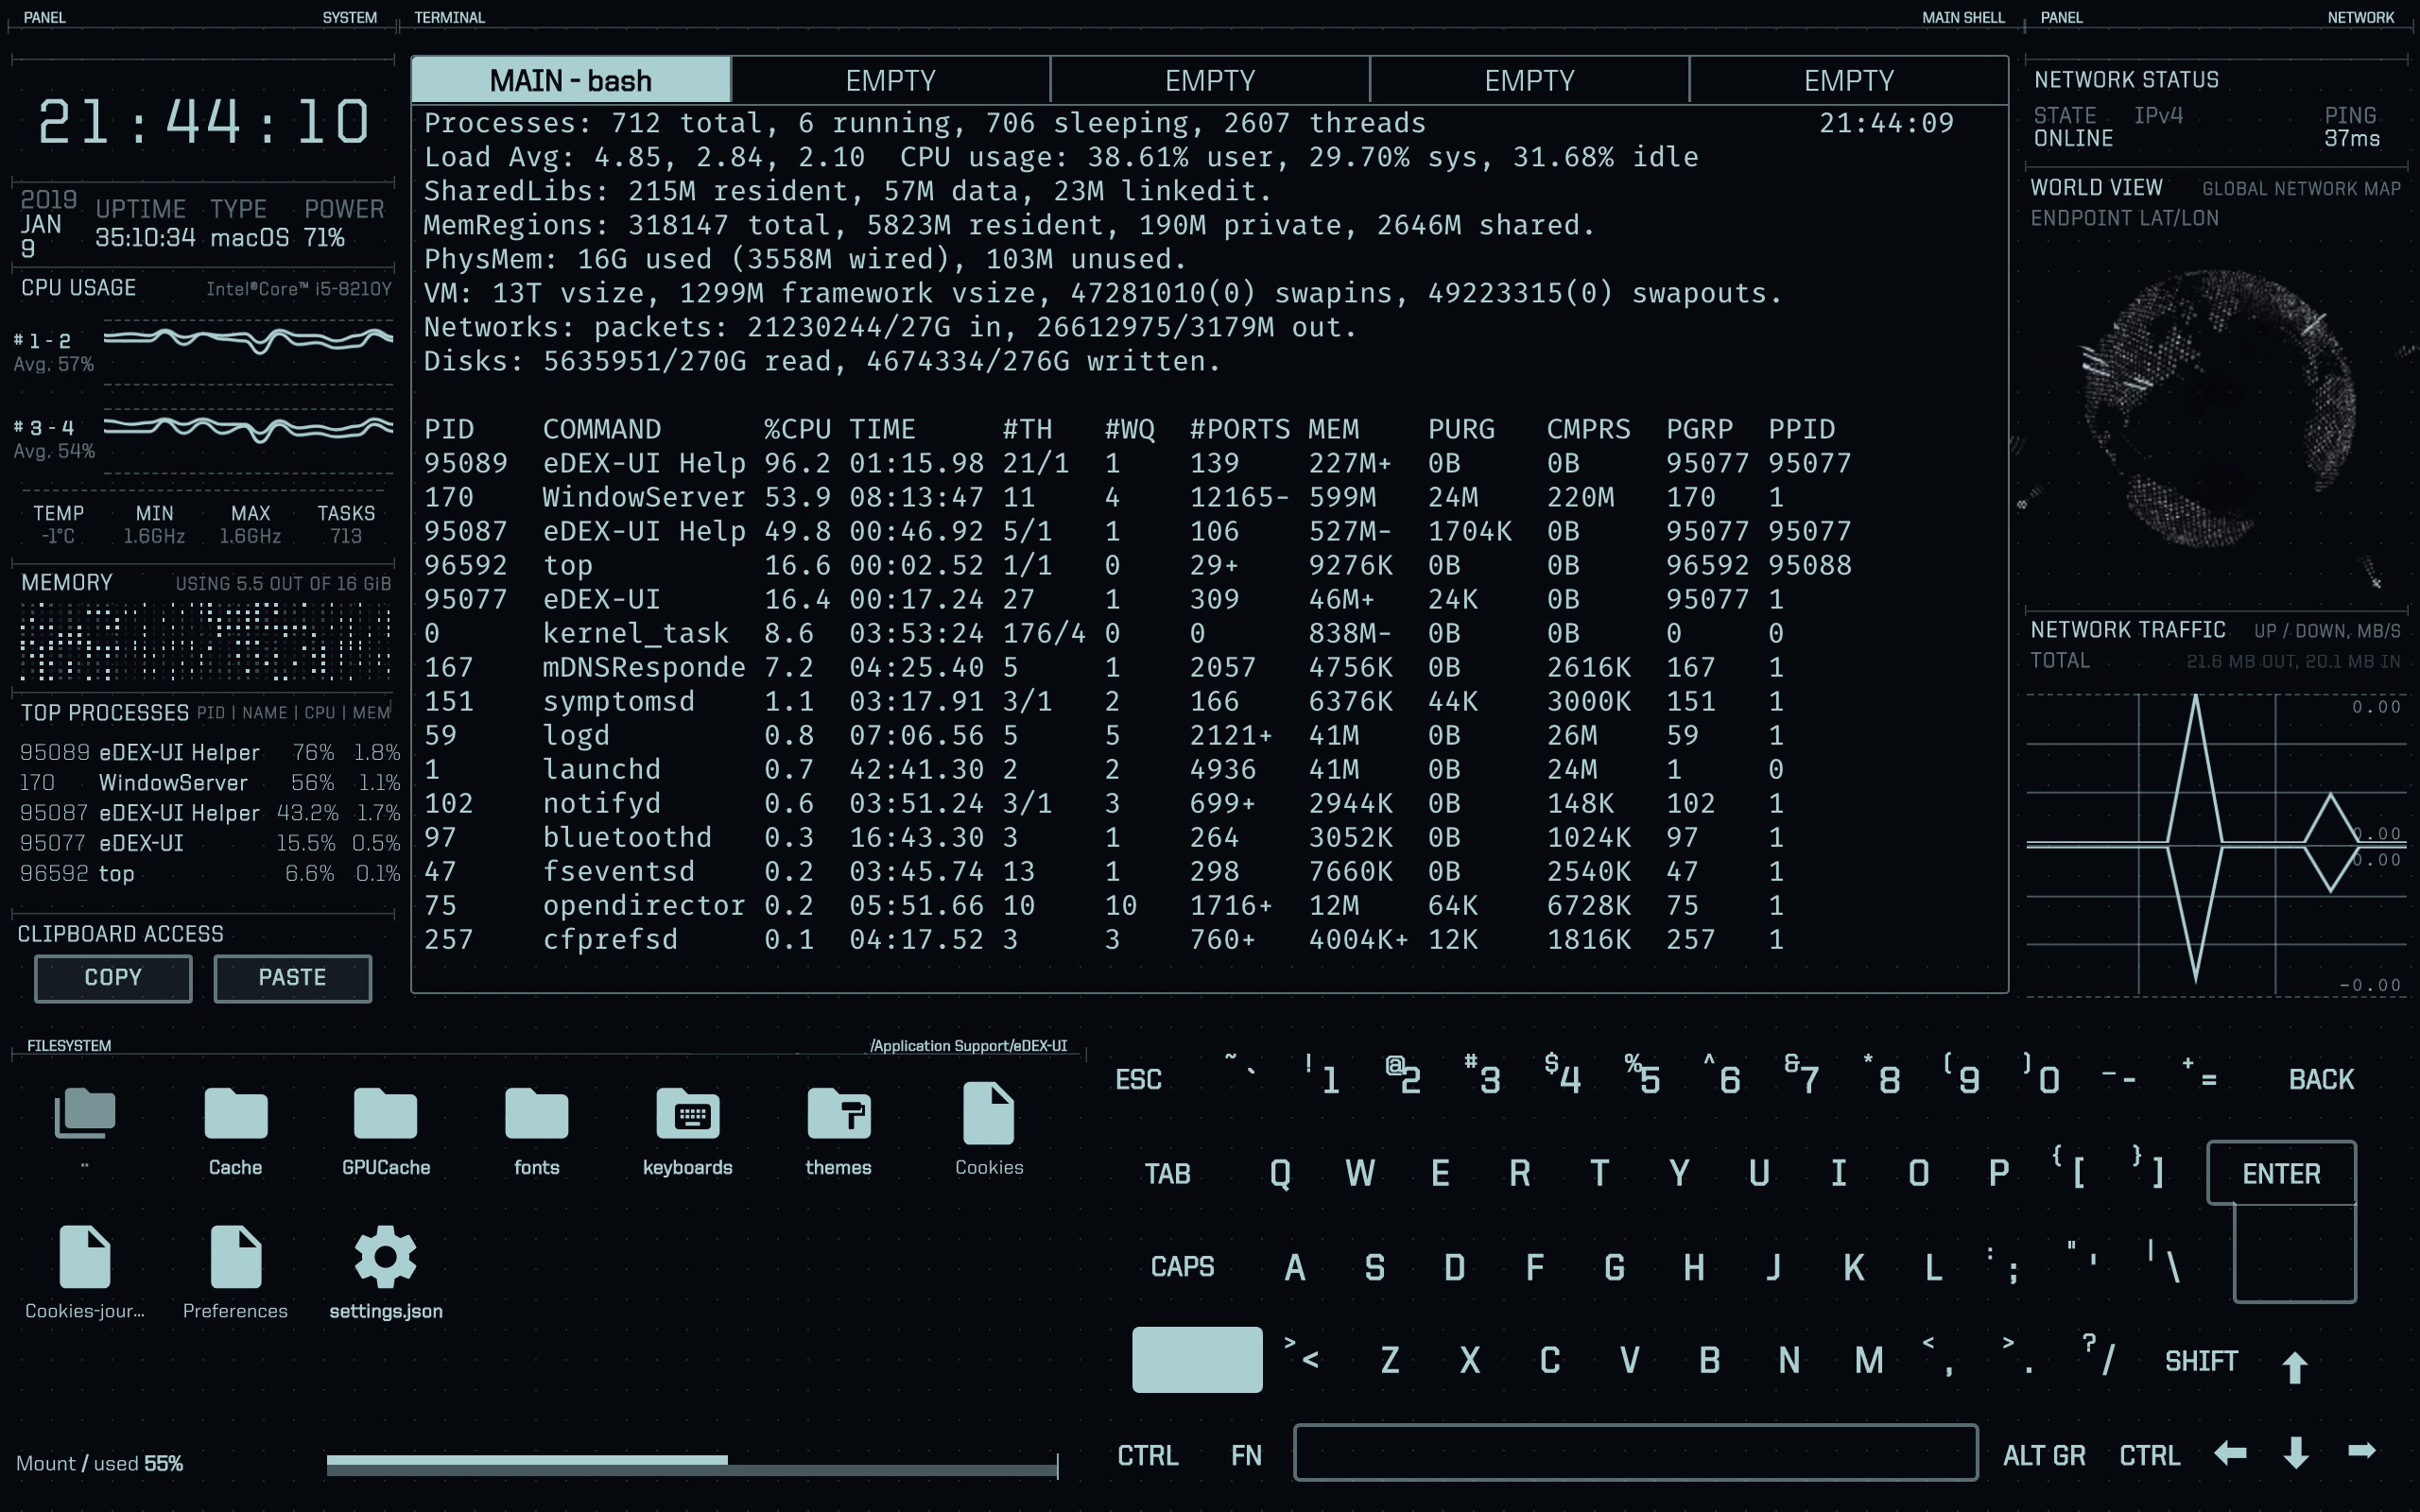 PANEL SYSTEM
TERMINAL MAIN SHELL
PANEL NETWORK
21:44:10
2019 UPTIME TYPE POWER
JAN 9 35:10:34 macOS 71%
CPU USAGE Intel®Core™ i5-8210Y
# 1 - 2
Avg. 57%
# 3 - 4
Avg. 54%
TEMP MIN MAX TASKS
-1°C 1.6GHz 1.6GHz 713
MEMORY USING 5.5 OUT OF 16 GiB
TOP PROCESSES PID | NAME | CPU | MEM
95089 eDEX-UI Helper 76% 1.8%
170 WindowServer 56% 1.1%
95087 eDEX-UI Helper 43.2% 1.7%
95077 eDEX-UI 15.5% 0.5%
96592 top 6.6% 0.1%
CLIPBOARD ACCESS
COPY PASTE
MAIN - bash EMPTY EMPTY EMPTY EMPTY
Processes: 712 total, 6 running, 706 sleeping, 2607 threads 21:44:09
Load Avg: 4.85, 2.84, 2.10 CPU usage: 38.61% user, 29.70% sys, 31.68% idle
SharedLibs: 215M resident, 57M data, 23M linkedit.
MemRegions: 318147 total, 5823M resident, 190M private, 2646M shared.
PhysMem: 16G used (3558M wired), 103M unused.
VM: 13T vsize, 1299M framework vsize, 47281010(0) swapins, 49223315(0) swapouts.
Networks: packets: 21230244/27G in, 26612975/3179M out.
Disks: 5635951/270G read, 4674334/276G written.
PID COMMAND %CPU TIME #TH #WQ #PORTS MEM PURG CMPRS PGRP PPID
95089 eDEX-UI Help 96.2 01:15.98 21/1 1 139 227M+ 0B 0B 95077 95077
170 WindowServer 53.9 08:13:47 11 4 12165- 599M 24M 220M 170 1
95087 eDEX-UI Help 49.8 00:46.92 5/1 1 106 527M- 1704K 0B 95077 95077
96592 top 16.6 00:02.52 1/1 0 29+ 9276K 0B 0B 96592 95088
95077 eDEX-UI 16.4 00:17.24 27 1 309 46M+ 24K 0B 95077 1
0 kernel_task 8.6 03:53:24 176/4 0 0 838M- 0B 0B 0 0
167 mDNSResponde 7.2 04:25.40 5 1 2057 4756K 0B 2616K 167 1
151 symptomsd 1.1 03:17.91 3/1 2 166 6376K 44K 3000K 151 1
59 logd 0.8 07:06.56 5 5 2121+ 41M 0B 26M 59 1
1 launchd 0.7 42:41.30 2 2 4936 41M 0B 24M 1 0
102 notifyd 0.6 03:51.24 3/1 3 699+ 2944K 0B 148K 102 1
97 bluetoothd 0.3 16:43.30 3 1 264 3052K 0B 1024K 97 1
47 fseventsd 0.2 03:45.74 13 1 298 7660K 0B 2540K 47 1
75 opendirector 0.2 05:51.66 10 10 1716+ 12M 64K 6728K 75 1
257 cfprefsd 0.1 04:17.52 3 3 760+ 4004K+ 12K 1816K 257 1
NETWORK STATUS
STATE IPv4 PING
ONLINE 37ms
WORLD VIEW GLOBAL NETWORK MAP
ENDPOINT LAT/LON
NETWORK TRAFFIC UP / DOWN, MB/S
TOTAL 21.6 MB OUT, 20.1 MB IN
0.00
0.00
0.00
-0.00
FILESYSTEM /Application Support/eDEX-UI
.. Cache GPUCache fonts keyboards themes Cookies
Cookies-jour... Preferences settings.json
Mount / used 55%
ESC ~ ` ! 1 @ 2 # 3 $ 4 % 5 ^ 6 & 7 * 8 ( 9 ) 0 _ - + = BACK
TAB Q W E R T Y U I O P { [ } ] ENTER
CAPS A S D F G H J K L : ; " ' | \
> < Z X C V B N M < , > . ? / SHIFT
CTRL FN ALT GR CTRL